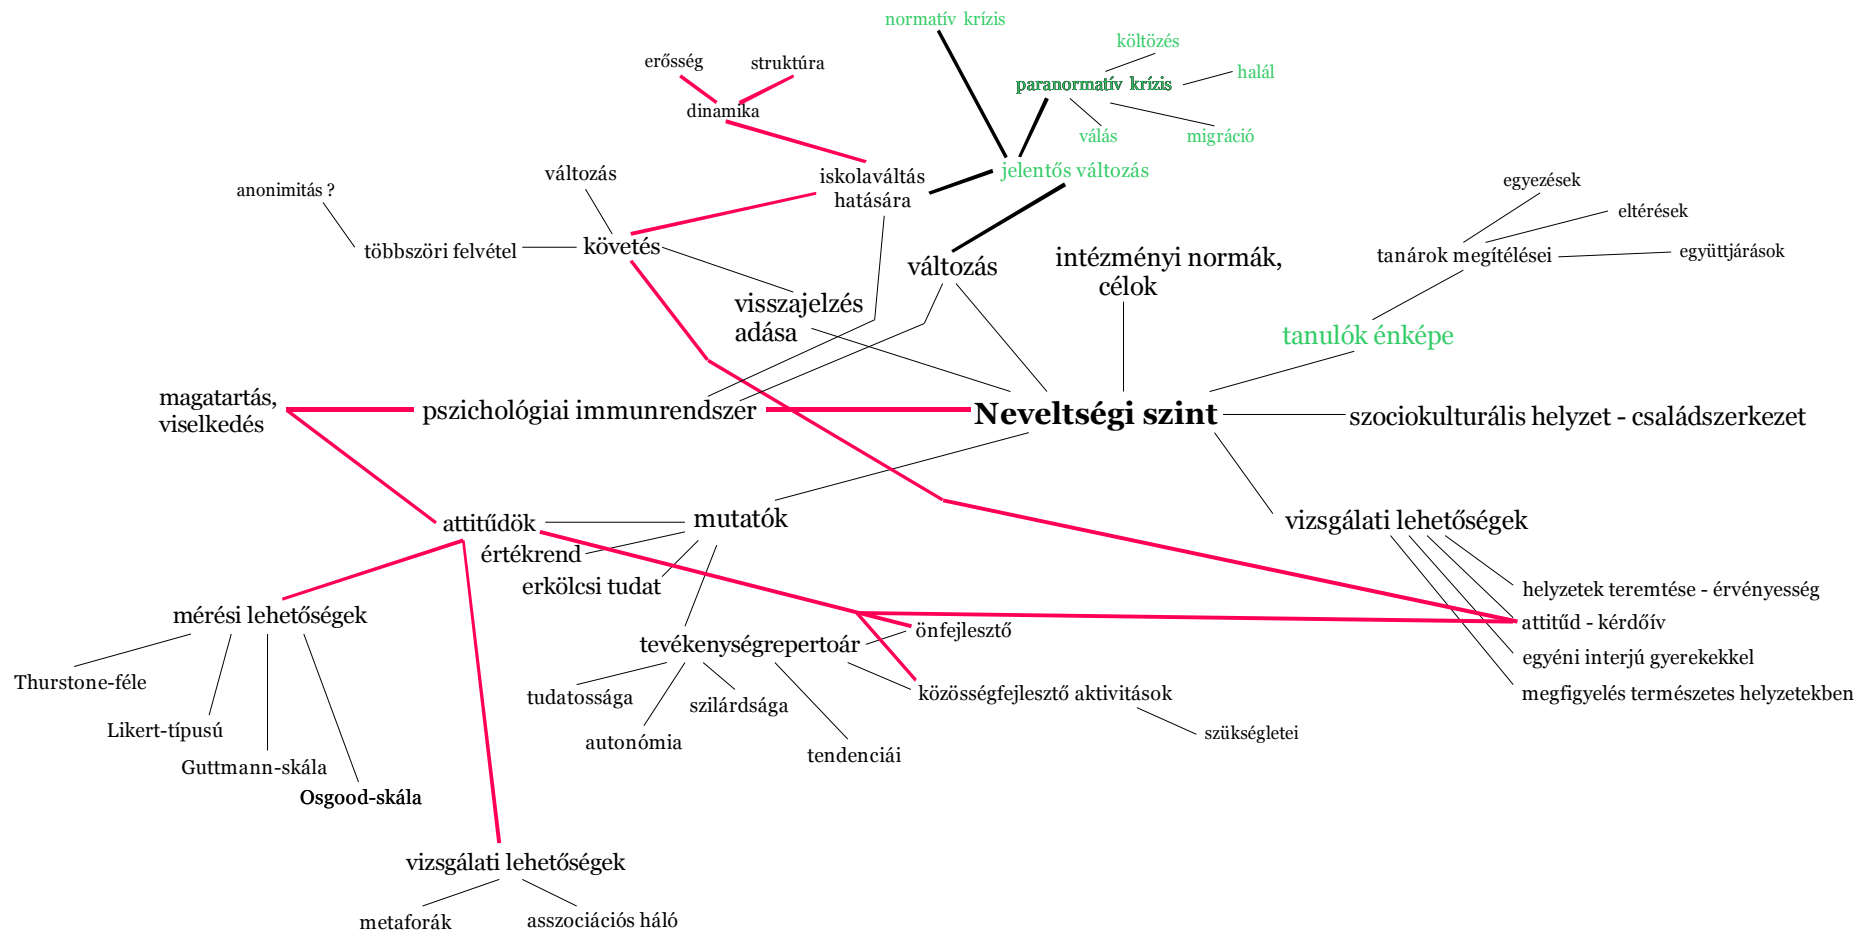 normatív krízis
költözés
erősség
struktúra
halál
paranormatív krízis
dinamika
válás
migráció
jelentős változás
változás
iskolaváltás
hatására
anonimitás ?
egyezések
eltérések
többszöri felvétel
követés
tanárok megítélései
együttjárások
változás
intézményi normák,
célok
visszajelzés
adása
tanulók énképe
magatartás,
viselkedés
pszichológiai immunrendszer
Neveltségi szint
szociokulturális helyzet - családszerkezet
attitűdök
mutatók
vizsgálati lehetőségek
értékrend
erkölcsi tudat
helyzetek teremtése - érvényesség
mérési lehetőségek
attitűd - kérdőív
önfejlesztő
tevékenységrepertoár
egyéni interjú gyerekekkel
Thurstone-féle
tudatossága
szilárdsága
közösségfejlesztő aktivitások
megfigyelés természetes helyzetekben
Likert-típusú
autonómia
tendenciái
szükségletei
Guttmann-skála
Osgood-skála
vizsgálati lehetőségek
metaforák
asszociációs háló